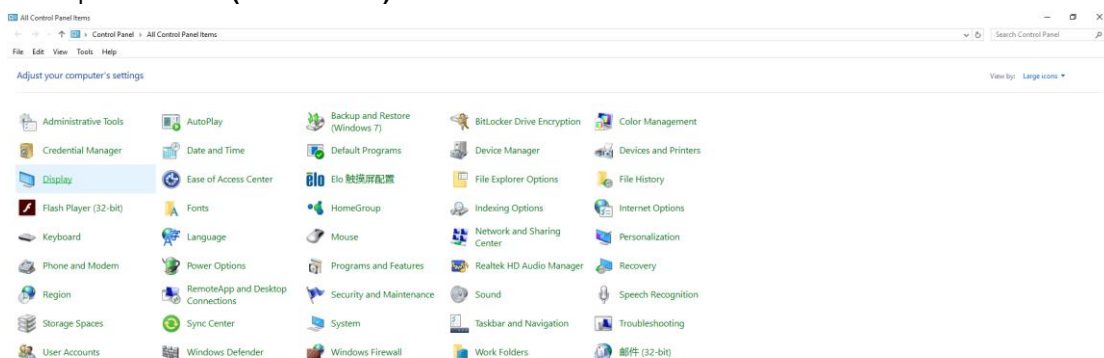 All Control Panel Items
Control Panel › All Control Panel Items
Search Control Panel
File Edit View Tools Help
Adjust your computer's settings
View by: Large icons
Administrative Tools
AutoPlay
Backup and Restore
(Windows 7)
BitLocker Drive Encryption
Color Management
Credential Manager
Date and Time
Default Programs
Device Manager
Devices and Printers
Display
Ease of Access Center
elo Elo 触摸屏配置
File Explorer Options
File History
Flash Player (32-bit)
Fonts
HomeGroup
Indexing Options
Internet Options
Keyboard
Language
Mouse
Network and Sharing
Center
Personalization
Phone and Modem
Power Options
Programs and Features
Realtek HD Audio Manager
Recovery
Region
RemoteApp and Desktop
Connections
Security and Maintenance
Sound
Speech Recognition
Storage Spaces
Sync Center
System
Taskbar and Navigation
Troubleshooting
User Accounts
Windows Defender
Windows Firewall
Work Folders
邮件 (32-bit)